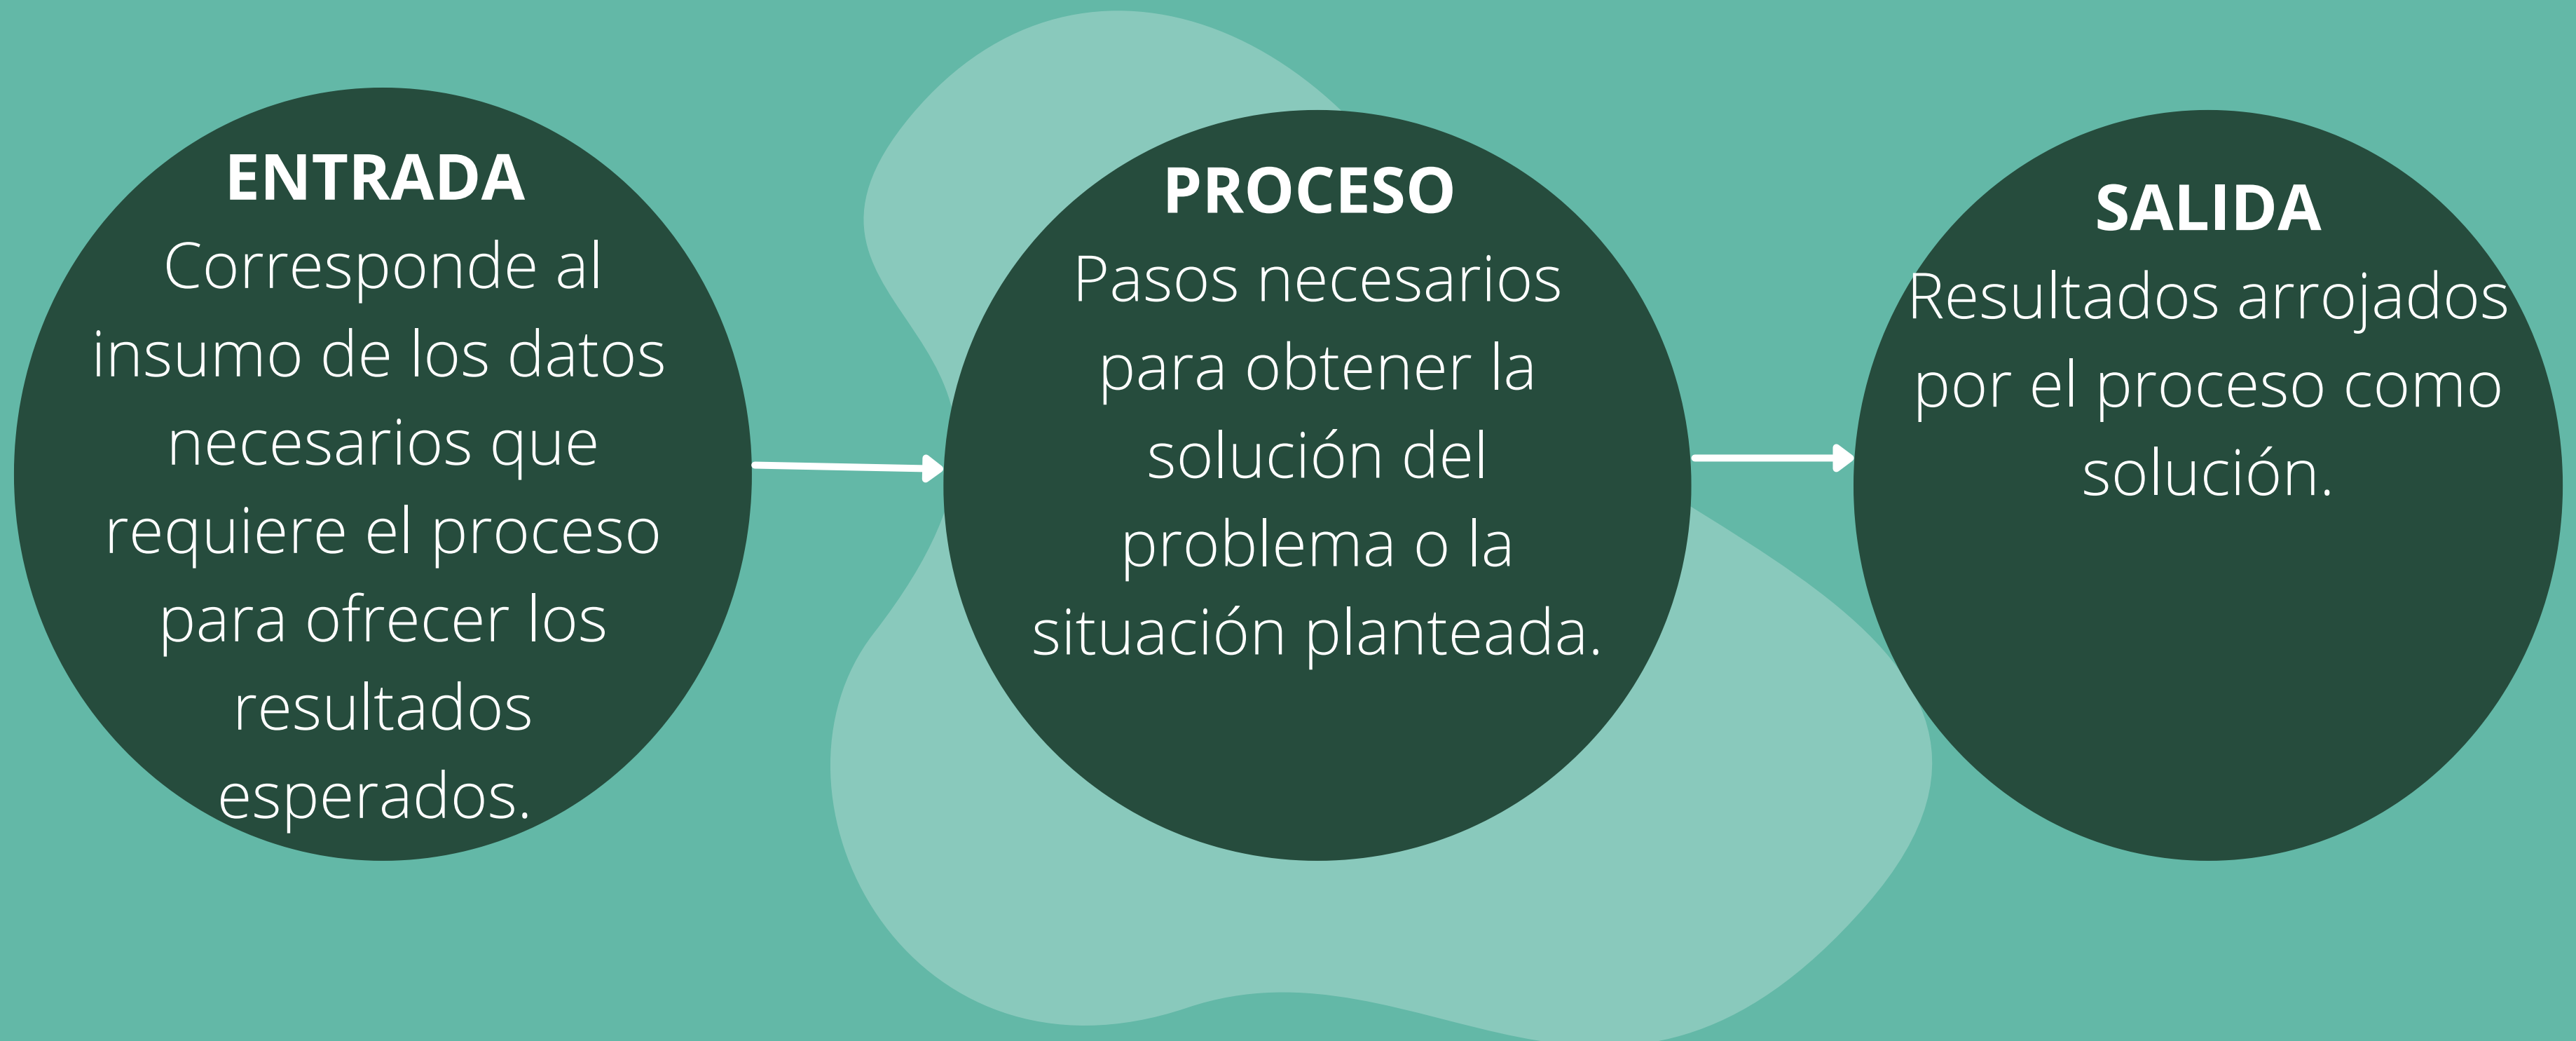 ENTRADA
Corresponde al
insumo de los datos
necesarios que
requiere el proceso
para ofrecer los
resultados
esperados.
PROCESO
Pasos necesarios
para obtener la
solución del
problema o la
situación planteada.
SALIDA
Resultados arrojados
por el proceso como
solución.